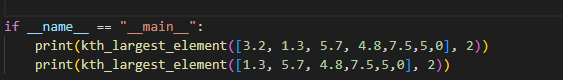 if __name__ == "__main__":
    print(kth_largest_element([3.2, 1.3, 5.7, 4.8,7.5,5,0], 2))
    print(kth_largest_element([1.3, 5.7, 4.8,7.5,5,0], 2))